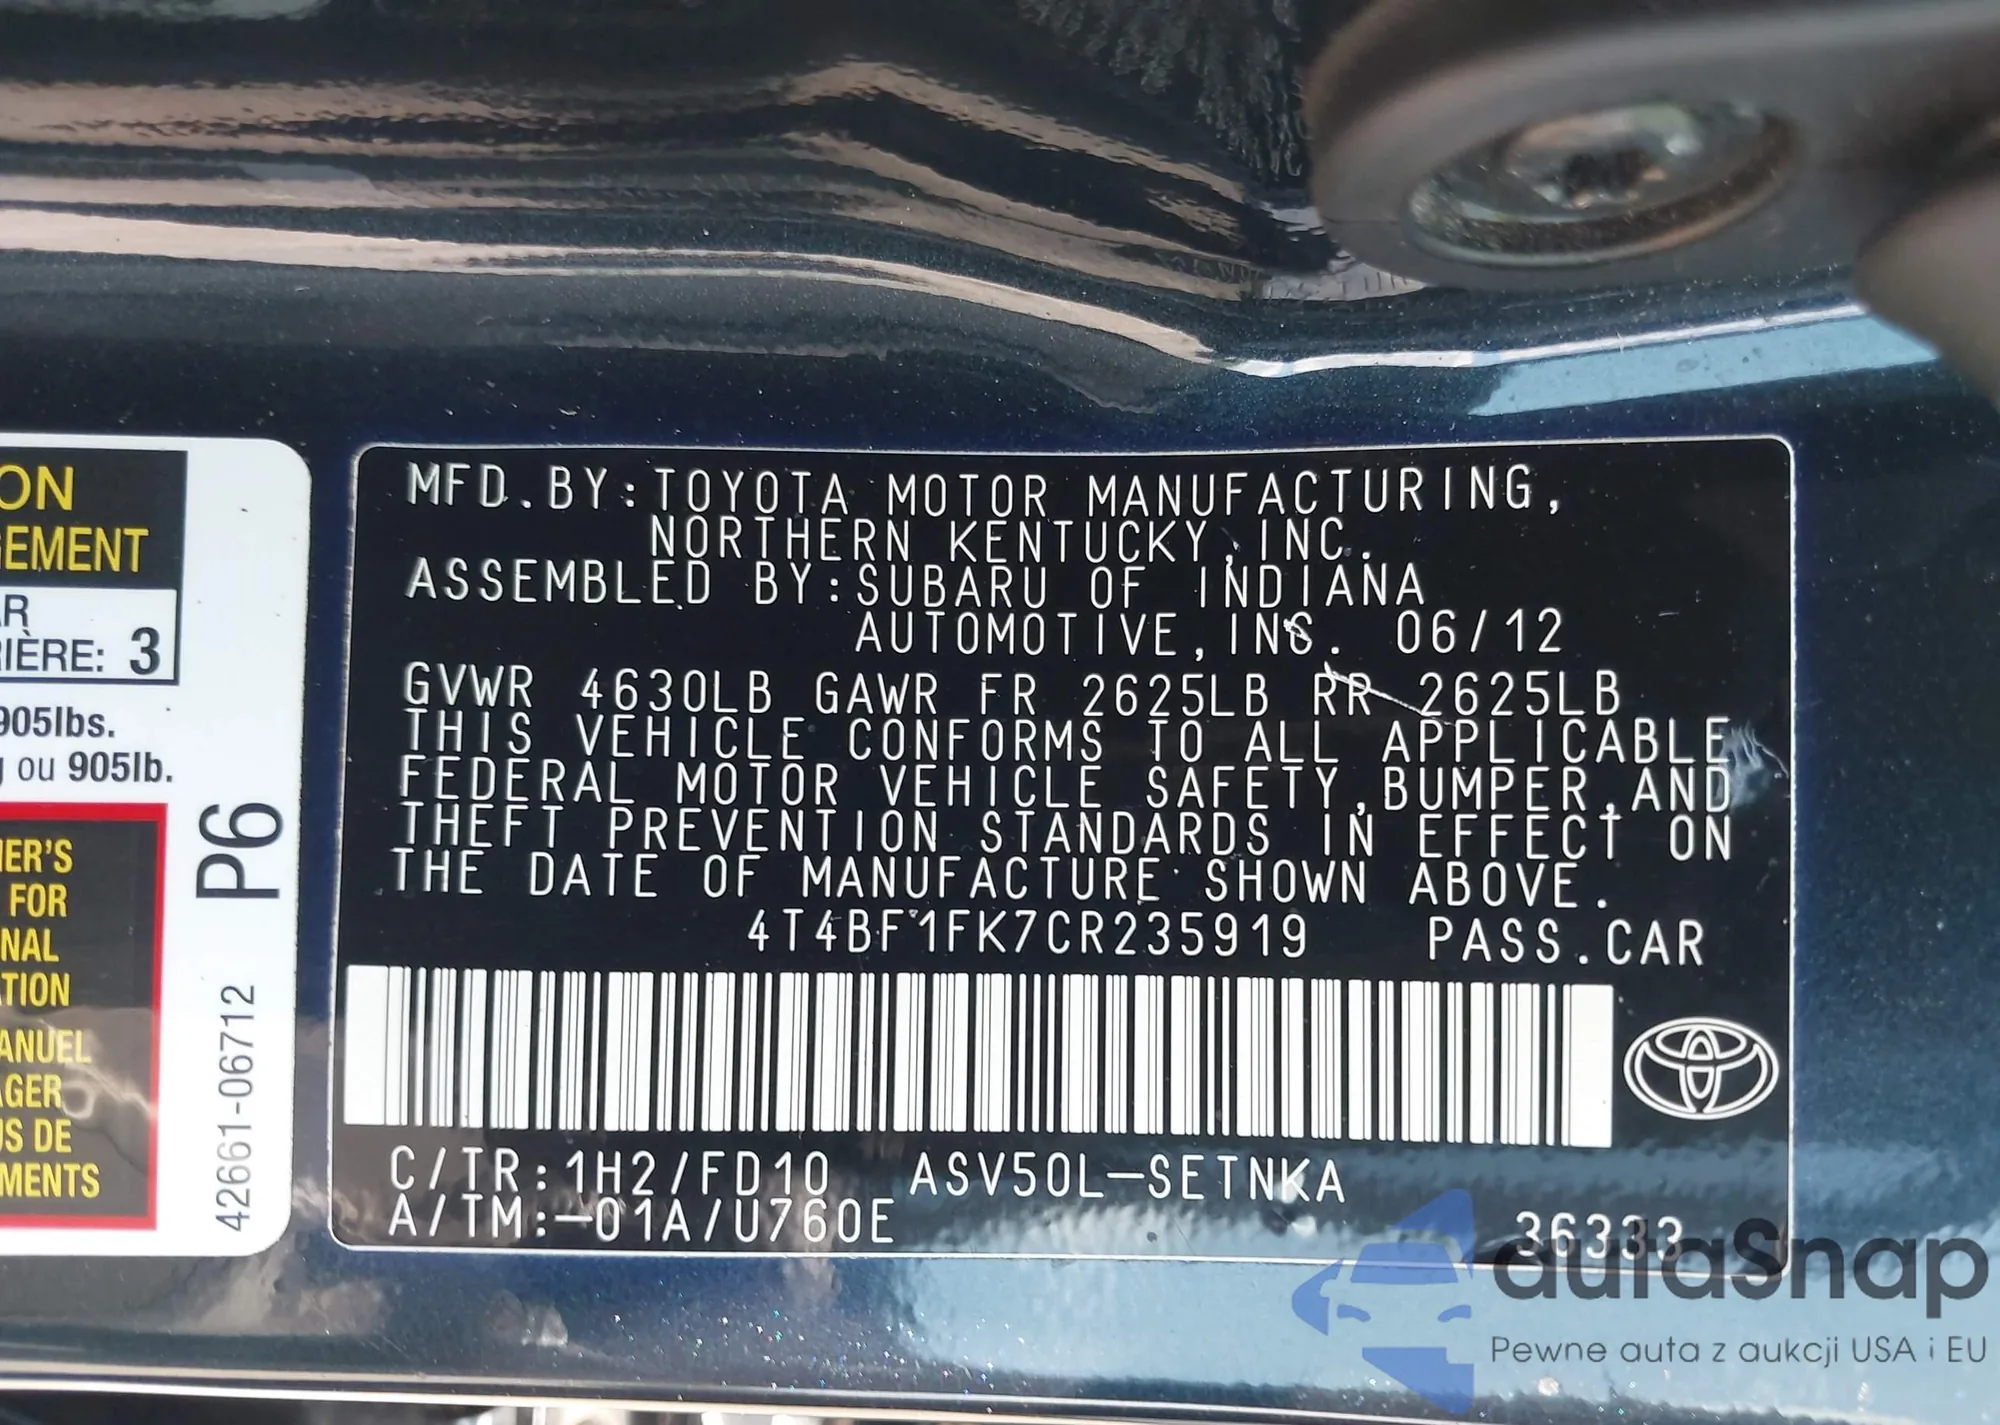 ON
GEMENT
AR
RIÈRE: 3
905lbs.
g ou 905lb.
NER'S
FOR
NAL
ATION
ANUEL
AGER
US DE
MENTS
P6
42661-06712
MFD.BY:TOYOTA MOTOR MANUFACTURING,
NORTHERN KENTUCKY,INC.
ASSEMBLED BY:SUBARU OF INDIANA
AUTOMOTIVE,INC. 06/12
GVWR 4630LB GAWR FR 2625LB RR 2625LB
THIS VEHICLE CONFORMS TO ALL APPLICABLE
FEDERAL MOTOR VEHICLE SAFETY,BUMPER,AND
THEFT PREVENTION STANDARDS IN EFFECT ON
THE DATE OF MANUFACTURE SHOWN ABOVE.
4T4BF1FK7CR235919 PASS.CAR
C/TR:1H2/FD10 ASV50L-SETNKA
A/TM:-01A/U760E
36333
autaSnap
Pewne auta z aukcji USA i EU